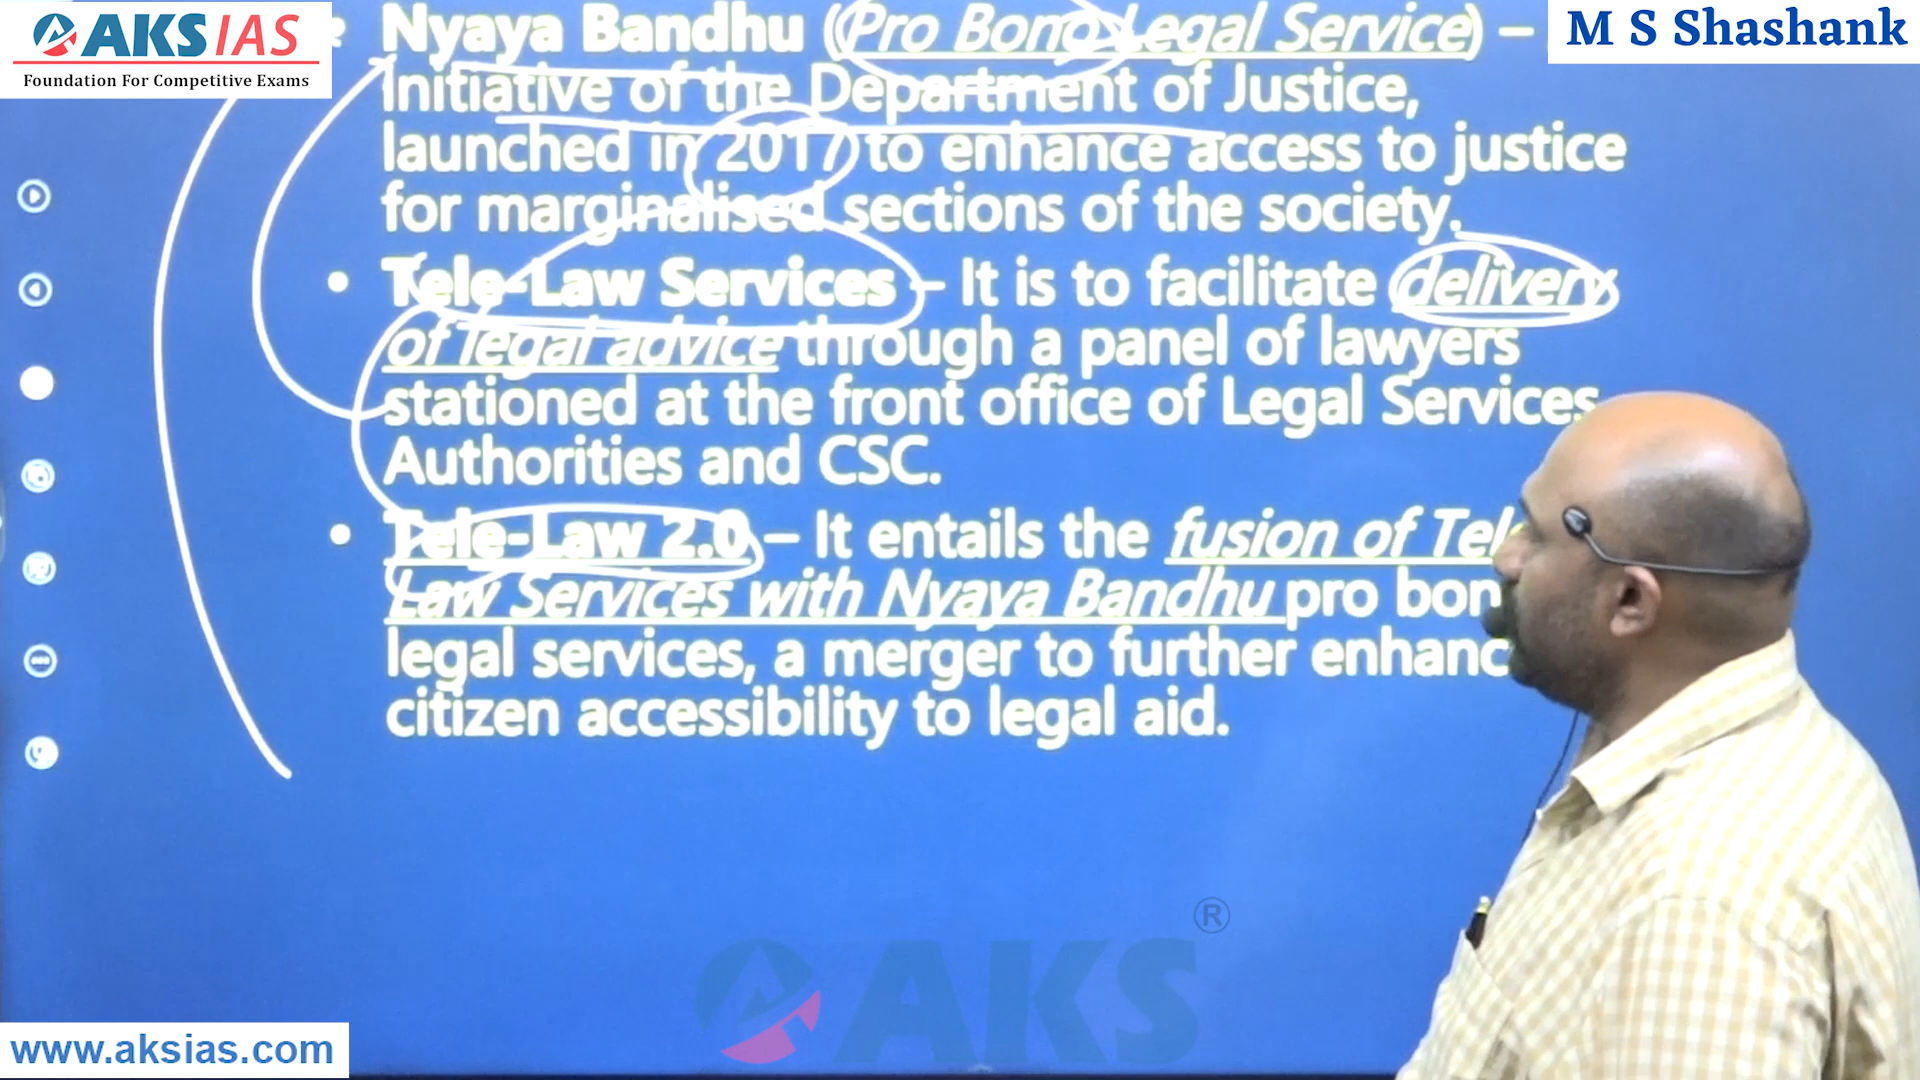 AKS IAS
Foundation For Competitive Exams
M S Shashank
Nyaya Bandhu (Pro Bono Legal Service) –
Initiative of the Department of Justice,
launched in 2017 to enhance access to justice
for marginalised sections of the society.
• Tele-Law Services – It is to facilitate delivery
of legal advice through a panel of lawyers
stationed at the front office of Legal Services
Authorities and CSC.
• Tele-Law 2.0 – It entails the fusion of
Law Services with Nyaya Bandhu pro
legal services, a merger to further
citizen accessibility to legal aid.
AKS ®
www.aksias.com